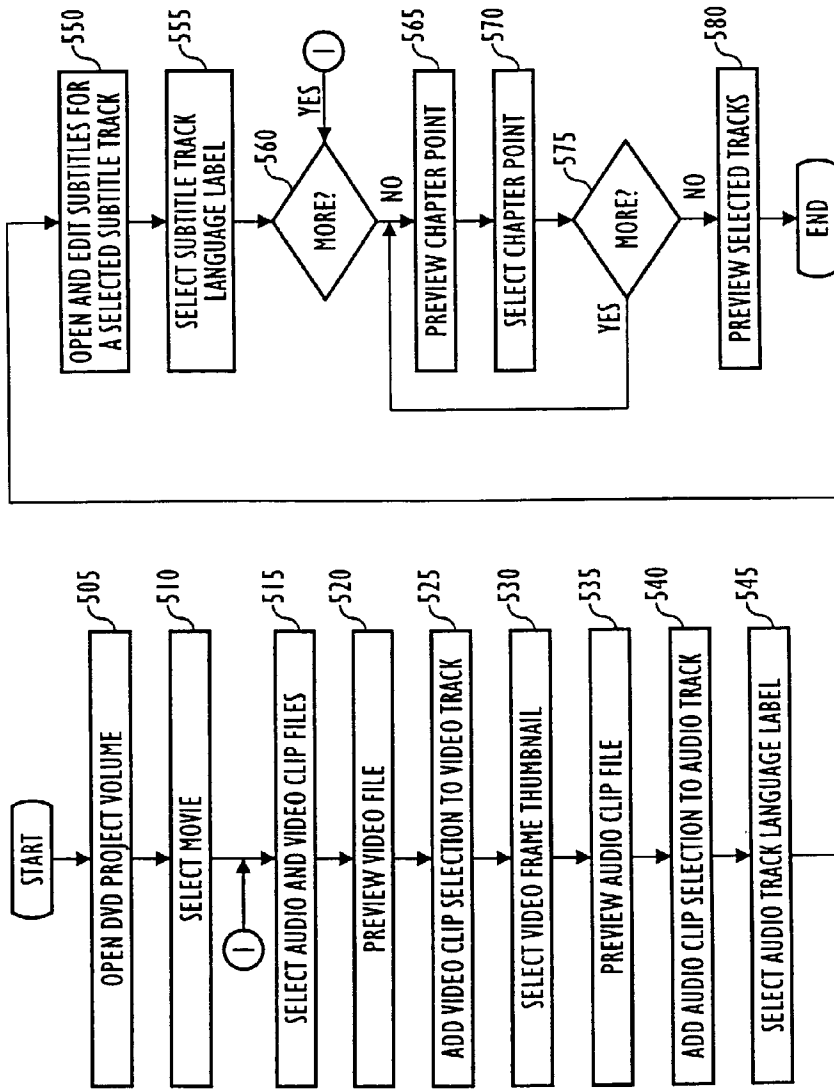 START
505
OPEN DVD PROJECT VOLUME
510
SELECT MOVIE
1
515
SELECT AUDIO AND VIDEO CLIP FILES
520
PREVIEW VIDEO FILE
525
ADD VIDEO CLIP SELECTION TO VIDEO TRACK
530
SELECT VIDEO FRAME THUMBNAIL
535
PREVIEW AUDIO CLIP FILE
540
ADD AUDIO CLIP SELECTION TO AUDIO TRACK
545
SELECT AUDIO TRACK LANGUAGE LABEL
550
OPEN AND EDIT SUBTITLES FOR
A SELECTED SUBTITLE TRACK
555
SELECT SUBTITLE TRACK
LANGUAGE LABEL
560
MORE?
YES
1
NO
565
PREVIEW CHAPTER POINT
570
SELECT CHAPTER POINT
575
MORE?
YES
NO
580
PREVIEW SELECTED TRACKS
END